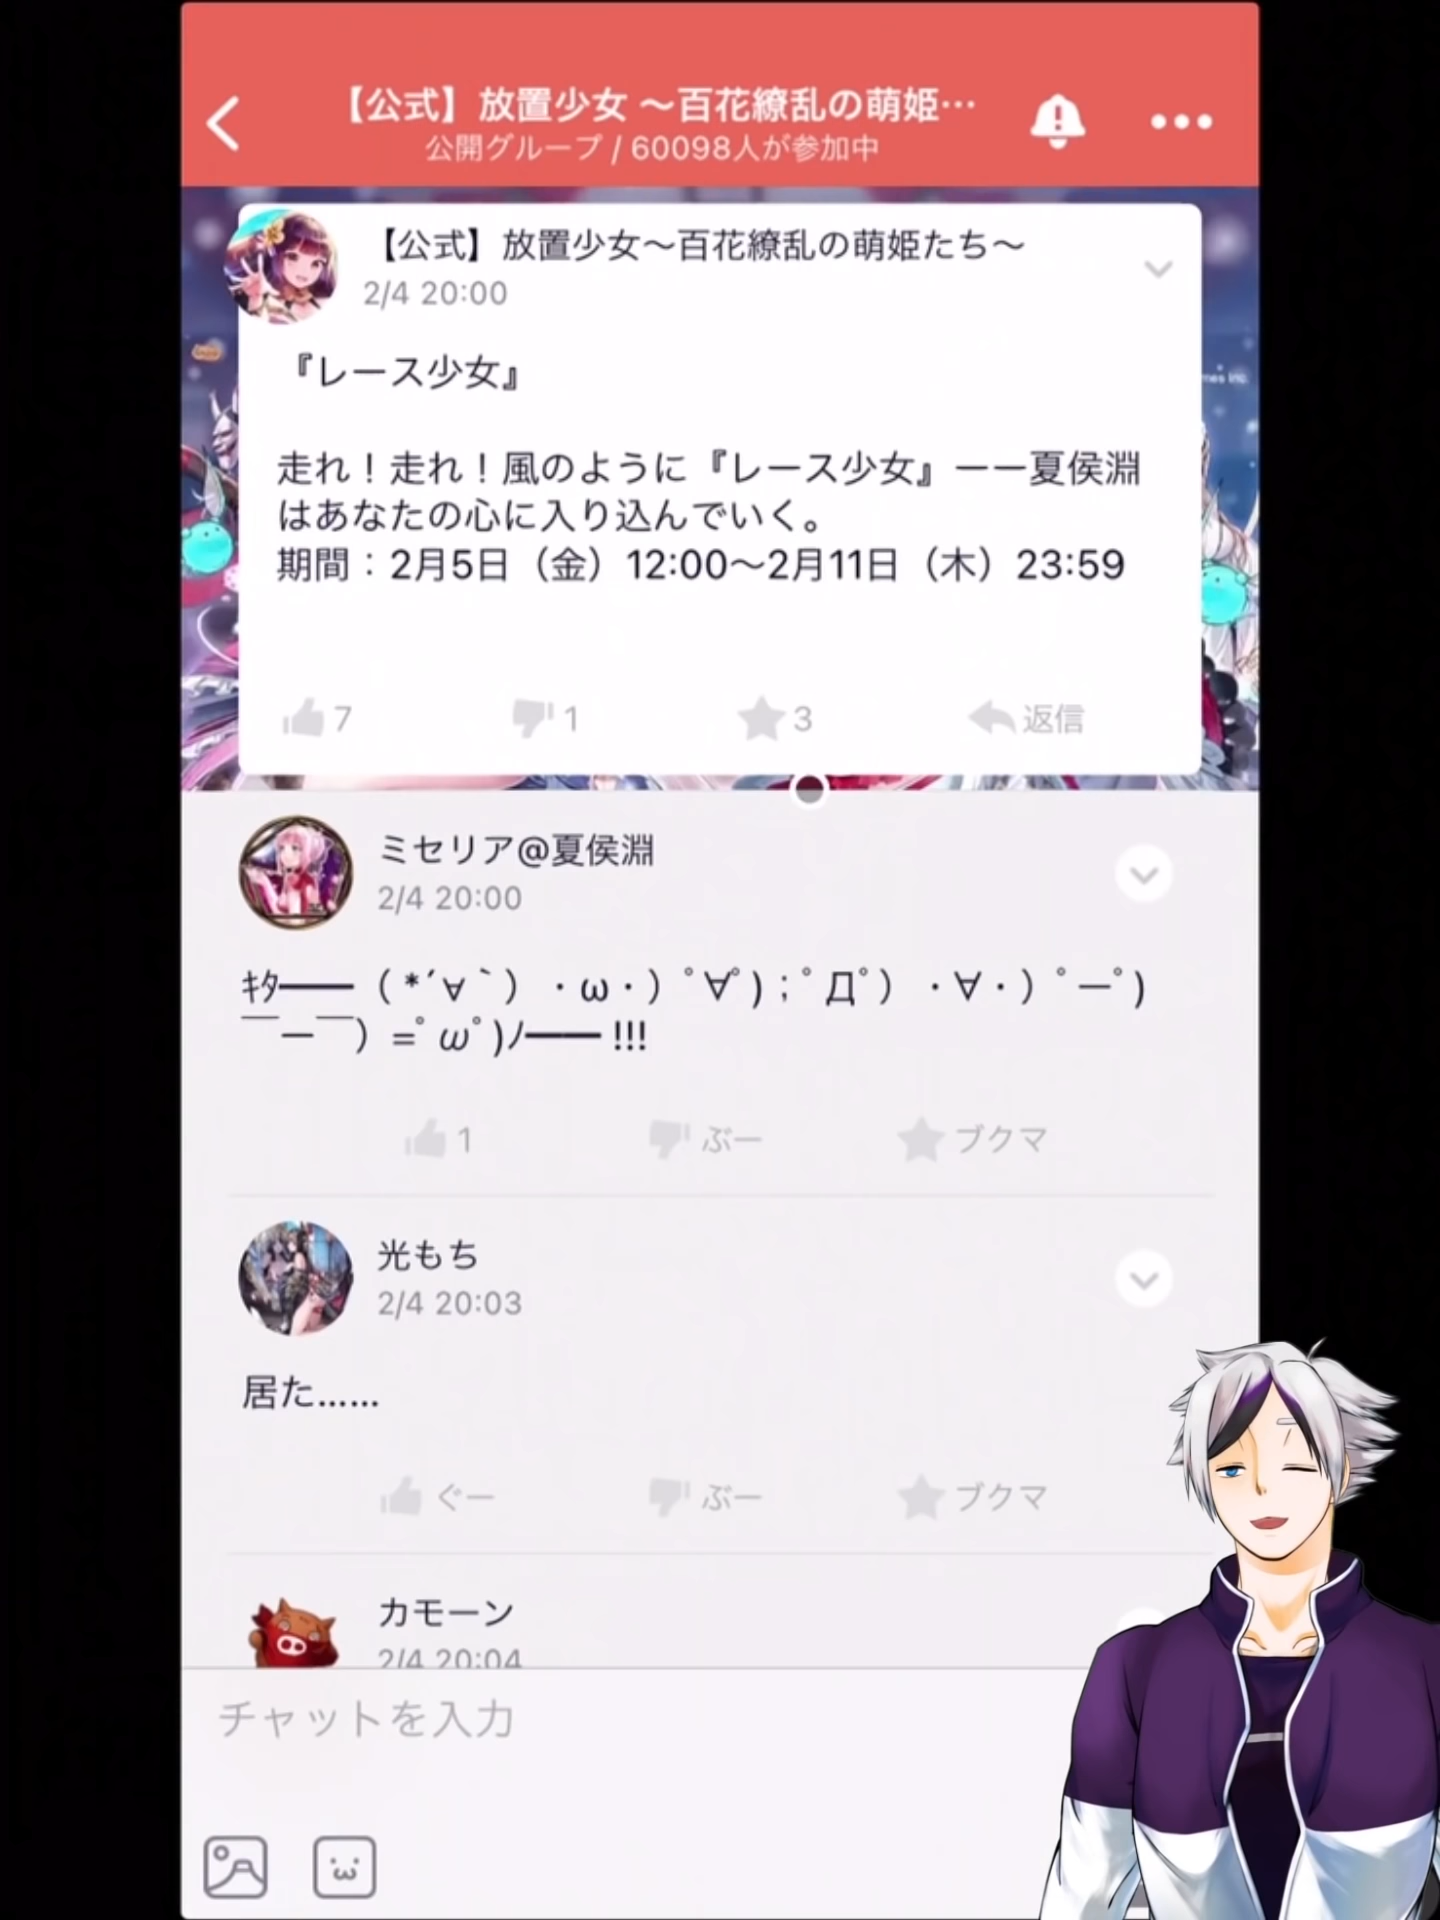 【公式】放置少女 〜百花繚乱の萌姫…
公開グループ / 60098人が参加中
【公式】放置少女〜百花繚乱の萌姫たち〜
2/4 20:00
『レース少女』
走れ！走れ！風のように『レース少女』ーー夏侯淵
はあなたの心に入り込んでいく。
期間：2月5日（金）12:00〜2月11日（木）23:59
7
1
3
返信
ミセリア@夏侯淵
2/4 20:00
ｷﾀ━━━（*´∀｀）・ω・）ﾟ∀ﾟ)；ﾟДﾟ）・∀・）ﾟーﾟ)
￣ー￣）=ﾟωﾟ)ﾉ━━━ !!!
1
ぶー
ブクマ
光もち
2/4 20:03
居た……
ぐー
ぶー
ブクマ
カモーン
2/4 20:04
チャットを入力